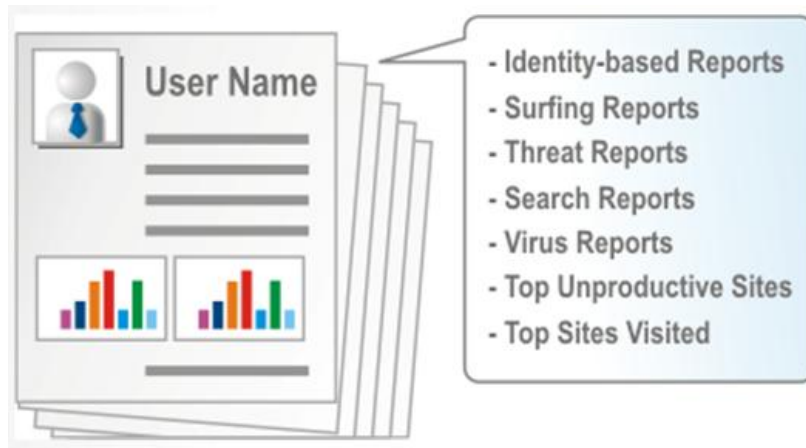 User Name
- Identity-based Reports
- Surfing Reports
- Threat Reports
- Search Reports
- Virus Reports
- Top Unproductive Sites
- Top Sites Visited